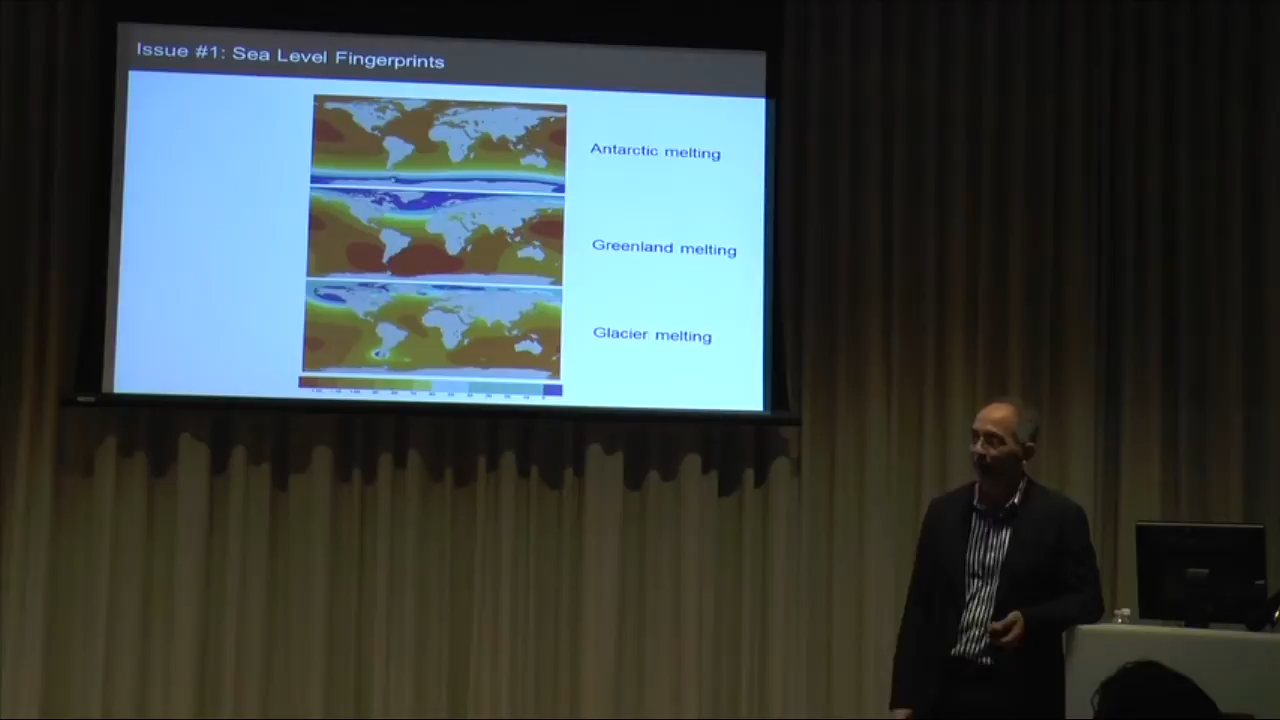 Issue #1: Sea Level Fingerprints
Antarctic melting
Greenland melting
Glacier melting